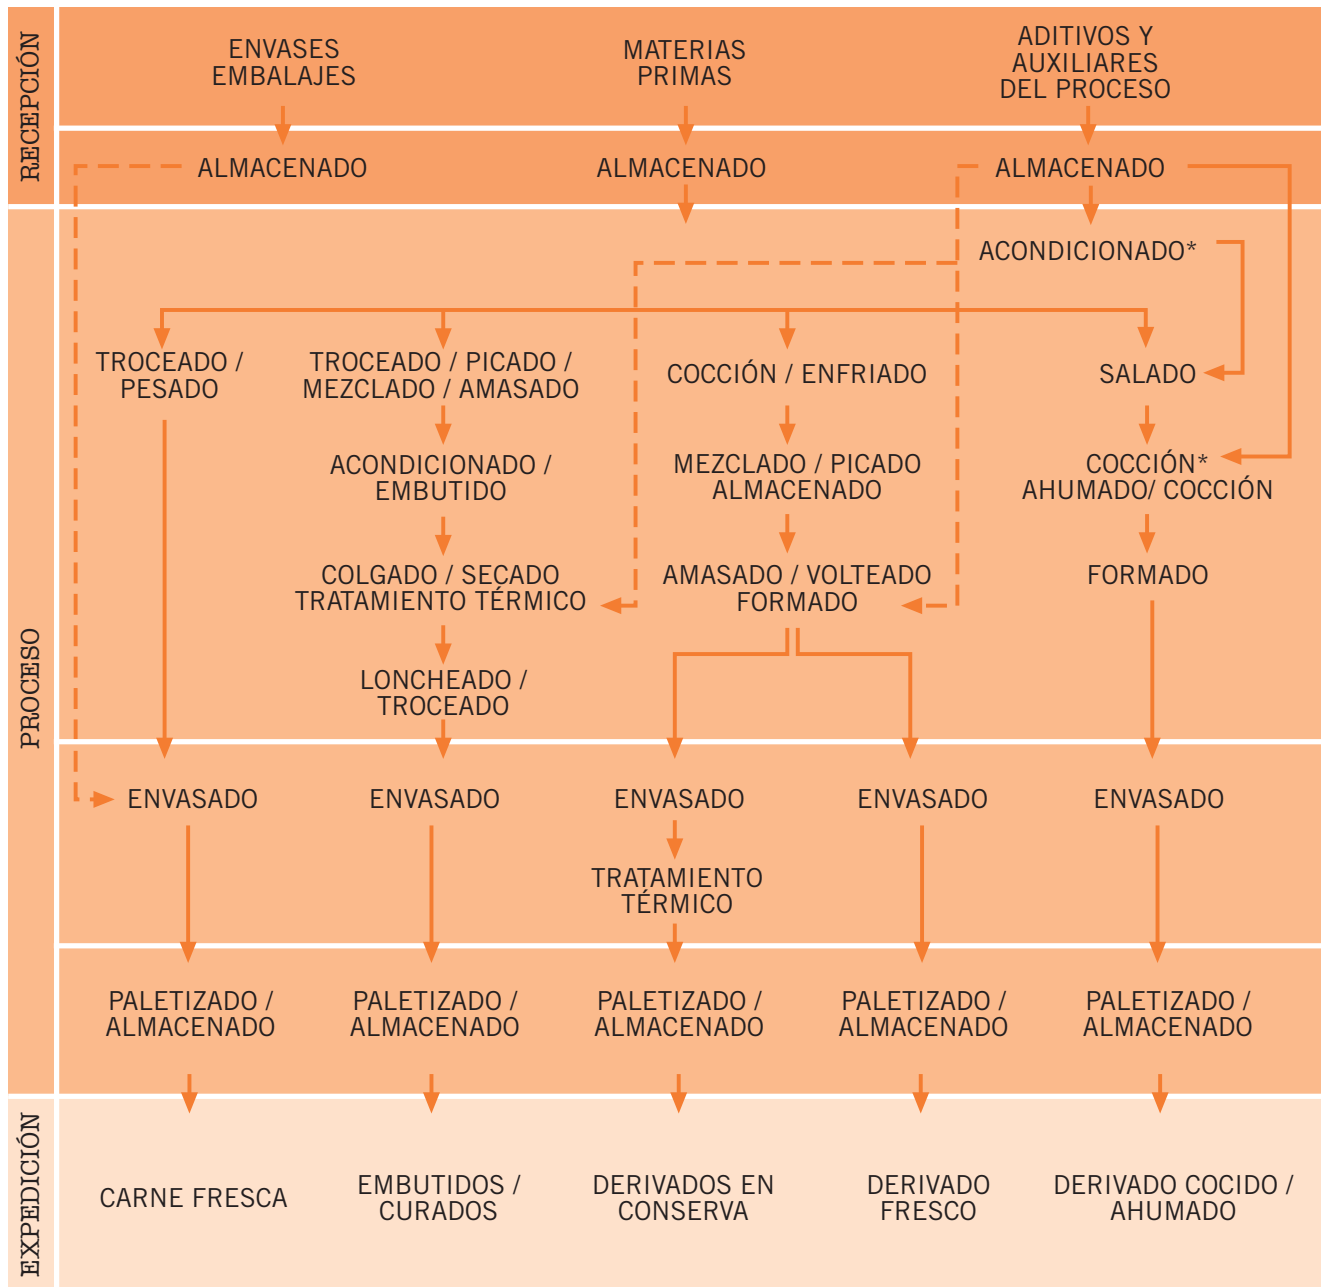 RECEPCIÓN
ENVASES
EMBALAJES
MATERIAS
PRIMAS
ADITIVOS Y
AUXILIARES
DEL PROCESO
ALMACENADO
ALMACENADO
ALMACENADO
PROCESO
ACONDICIONADO*
TROCEADO /
PESADO
TROCEADO / PICADO /
MEZCLADO / AMASADO
COCCIÓN / ENFRIADO
SALADO
ACONDICIONADO /
EMBUTIDO
MEZCLADO / PICADO
ALMACENADO
COCCIÓN*
AHUMADO/ COCCIÓN
COLGADO / SECADO
TRATAMIENTO TÉRMICO
AMASADO / VOLTEADO
FORMADO
FORMADO
LONCHEADO /
TROCEADO
ENVASADO
ENVASADO
ENVASADO
ENVASADO
ENVASADO
TRATAMIENTO
TÉRMICO
PALETIZADO /
ALMACENADO
PALETIZADO /
ALMACENADO
PALETIZADO /
ALMACENADO
PALETIZADO /
ALMACENADO
PALETIZADO /
ALMACENADO
EXPEDICIÓN
CARNE FRESCA
EMBUTIDOS /
CURADOS
DERIVADOS EN
CONSERVA
DERIVADO
FRESCO
DERIVADO COCIDO /
AHUMADO